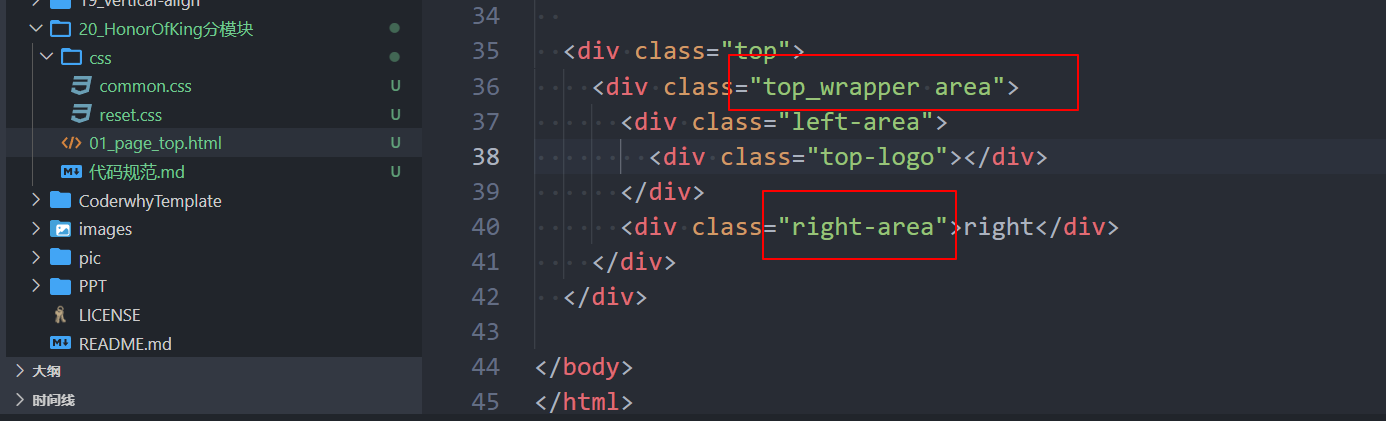 19_vertical-align
20_HonorOfKing分模块
css
common.css U
reset.css U
01_page_top.html U
代码规范.md U
CoderwhyTemplate
images
pic
PPT
LICENSE
README.md
大纲
时间线
34
35 <div class="top">
36 <div class="top_wrapper area">
37 <div class="left-area">
38 <div class="top-logo"></div>
39 </div>
40 <div class="right-area">right</div>
41 </div>
42 </div>
43
44 </body>
45 </html>